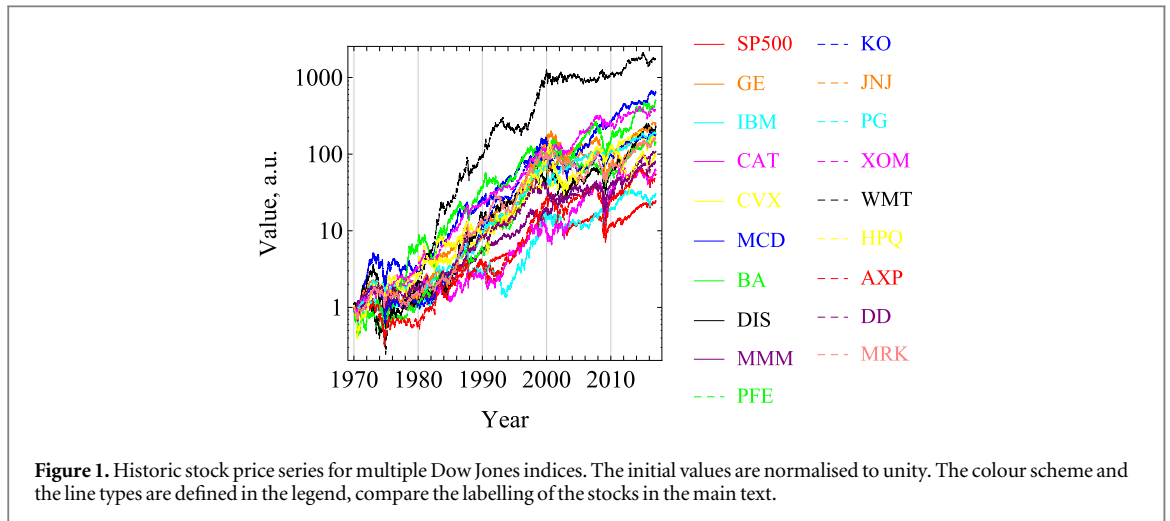 1000
100
10
1
Value, a.u.
1970 1980 1990 2000 2010
Year
SP500
GE
IBM
CAT
CVX
MCD
BA
DIS
MMM
PFE
KO
JNJ
PG
XOM
WMT
HPQ
AXP
DD
MRK
Figure 1. Historic stock price series for multiple Dow Jones indices. The initial values are normalised to unity. The colour scheme and
the line types are defined in the legend, compare the labelling of the stocks in the main text.